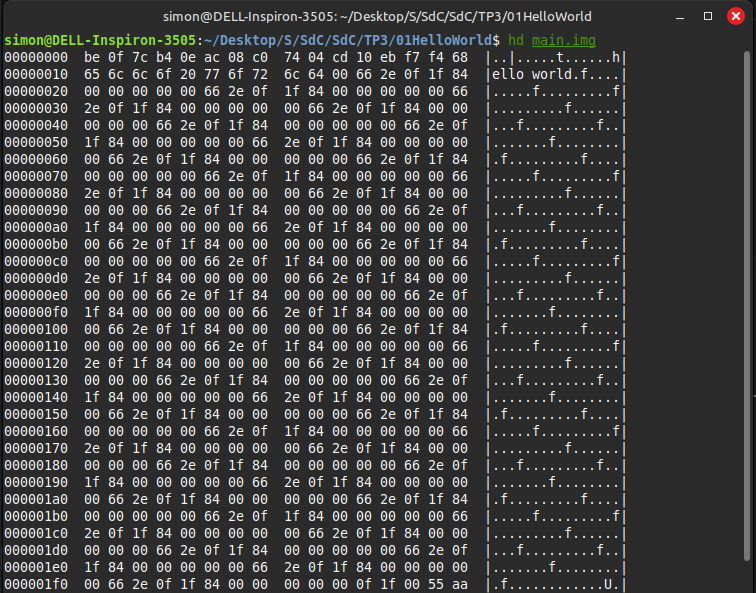 simon@DELL-Inspiron-3505: ~/Desktop/S/SdC/SdC/TP3/01HelloWorld
simon@DELL-Inspiron-3505:~/Desktop/S/SdC/SdC/TP3/01HelloWorld$ hd main.img
00000000  be 0f 7c b4 0e ac 08 c0  74 04 cd 10 eb f7 f4 68  |..|.....t......h|
00000010  65 6c 6c 6f 20 77 6f 72  6c 64 00 66 2e 0f 1f 84  |ello world.f....|
00000020  00 00 00 00 00 66 2e 0f  1f 84 00 00 00 00 00 66  |.....f.........f|
00000030  2e 0f 1f 84 00 00 00 00  00 66 2e 0f 1f 84 00 00  |.........f......|
00000040  00 00 00 66 2e 0f 1f 84  00 00 00 00 00 66 2e 0f  |...f.........f..|
00000050  1f 84 00 00 00 00 00 66  2e 0f 1f 84 00 00 00 00  |.......f........|
00000060  00 66 2e 0f 1f 84 00 00  00 00 00 66 2e 0f 1f 84  |.f.........f....|
00000070  00 00 00 00 00 66 2e 0f  1f 84 00 00 00 00 00 66  |.....f.........f|
00000080  2e 0f 1f 84 00 00 00 00  00 66 2e 0f 1f 84 00 00  |.........f......|
00000090  00 00 00 66 2e 0f 1f 84  00 00 00 00 00 66 2e 0f  |...f.........f..|
000000a0  1f 84 00 00 00 00 00 66  2e 0f 1f 84 00 00 00 00  |.......f........|
000000b0  00 66 2e 0f 1f 84 00 00  00 00 00 66 2e 0f 1f 84  |.f.........f....|
000000c0  00 00 00 00 00 66 2e 0f  1f 84 00 00 00 00 00 66  |.....f.........f|
000000d0  2e 0f 1f 84 00 00 00 00  00 66 2e 0f 1f 84 00 00  |.........f......|
000000e0  00 00 00 66 2e 0f 1f 84  00 00 00 00 00 66 2e 0f  |...f.........f..|
000000f0  1f 84 00 00 00 00 00 66  2e 0f 1f 84 00 00 00 00  |.......f........|
00000100  00 66 2e 0f 1f 84 00 00  00 00 00 66 2e 0f 1f 84  |.f.........f....|
00000110  00 00 00 00 00 66 2e 0f  1f 84 00 00 00 00 00 66  |.....f.........f|
00000120  2e 0f 1f 84 00 00 00 00  00 66 2e 0f 1f 84 00 00  |.........f......|
00000130  00 00 00 66 2e 0f 1f 84  00 00 00 00 00 66 2e 0f  |...f.........f..|
00000140  1f 84 00 00 00 00 00 66  2e 0f 1f 84 00 00 00 00  |.......f........|
00000150  00 66 2e 0f 1f 84 00 00  00 00 00 66 2e 0f 1f 84  |.f.........f....|
00000160  00 00 00 00 00 66 2e 0f  1f 84 00 00 00 00 00 66  |.....f.........f|
00000170  2e 0f 1f 84 00 00 00 00  00 66 2e 0f 1f 84 00 00  |.........f......|
00000180  00 00 00 66 2e 0f 1f 84  00 00 00 00 00 66 2e 0f  |...f.........f..|
00000190  1f 84 00 00 00 00 00 66  2e 0f 1f 84 00 00 00 00  |.......f........|
000001a0  00 66 2e 0f 1f 84 00 00  00 00 00 66 2e 0f 1f 84  |.f.........f....|
000001b0  00 00 00 00 00 66 2e 0f  1f 84 00 00 00 00 00 66  |.....f.........f|
000001c0  2e 0f 1f 84 00 00 00 00  00 66 2e 0f 1f 84 00 00  |.........f......|
000001d0  00 00 00 66 2e 0f 1f 84  00 00 00 00 00 66 2e 0f  |...f.........f..|
000001e0  1f 84 00 00 00 00 00 66  2e 0f 1f 84 00 00 00 00  |.......f........|
000001f0  00 66 2e 0f 1f 84 00 00  00 00 00 0f 1f 00 55 aa  |.f............U.|